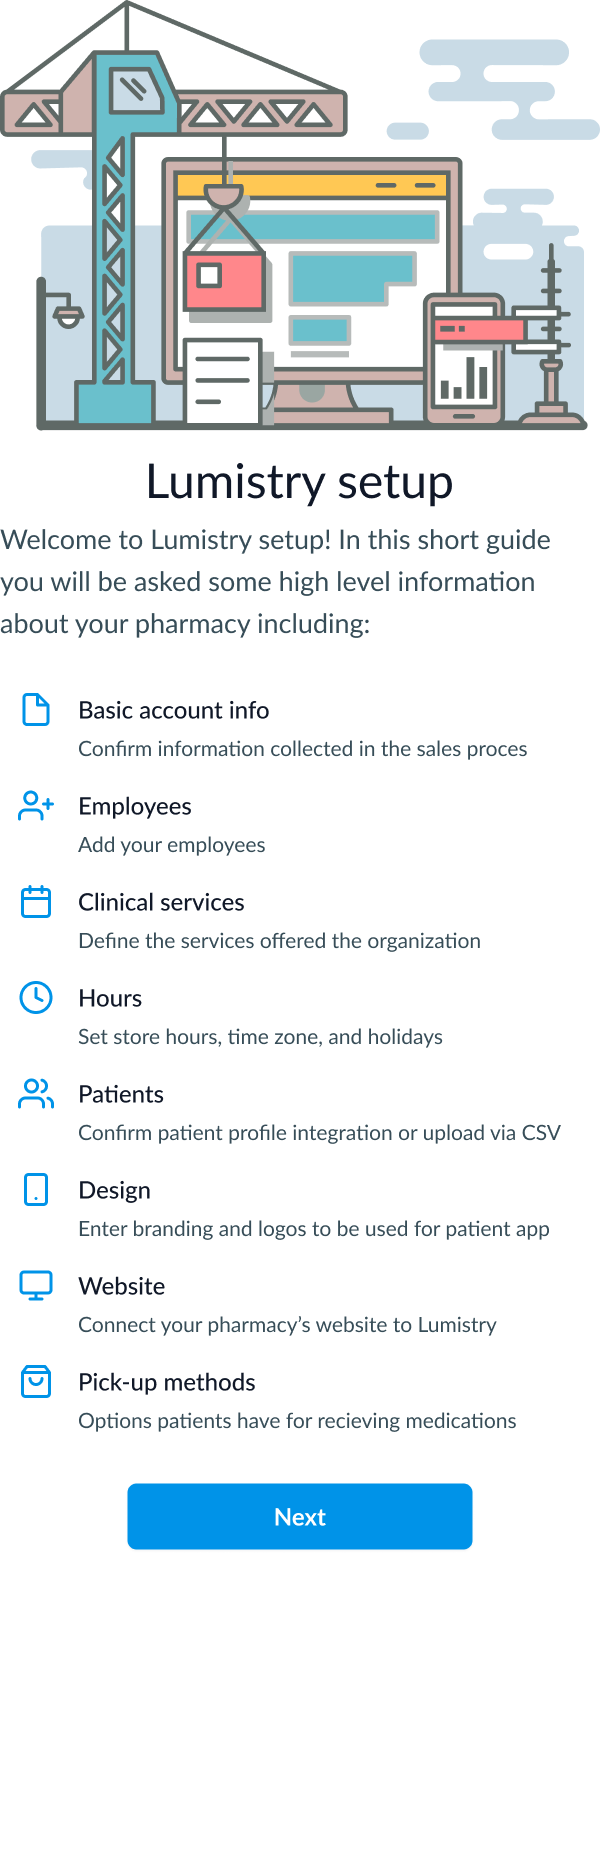 Lumistry setup
Welcome to Lumistry setup! In this short guide
you will be asked some high level information
about your pharmacy including:
Basic account info
Confirm information collected in the sales proces
Employees
Add your employees
Clinical services
Define the services offered the organization
Hours
Set store hours, time zone, and holidays
Patients
Confirm patient profile integration or upload via CSV
Design
Enter branding and logos to be used for patient app
Website
Connect your pharmacy’s website to Lumistry
Pick-up methods
Options patients have for recieving medications
Next